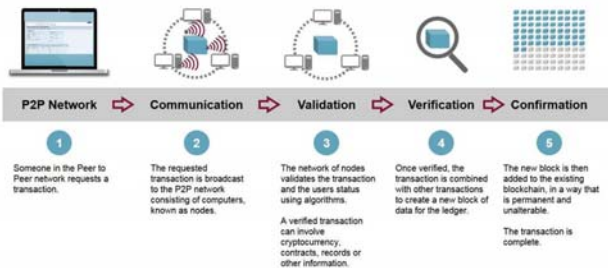 P2P Network
Communication
Validation
Verification
Confirmation
1
Someone in the Peer to
Peer network requests a
transaction.
2
The requested
transaction is broadcast
to the P2P network
consisting of computers,
known as nodes.
3
The network of nodes
validates the transaction
and the users status
using algorithms.
A verified transaction
can involve
cryptocurrency,
contracts, records or
other information.
4
Once verified, the
transaction is combined
with other transactions
to create a new block of
data for the ledger.
5
The new block is then
added to the existing
blockchain, in a way that
is permanent and
unalterable.
The transaction is
complete.